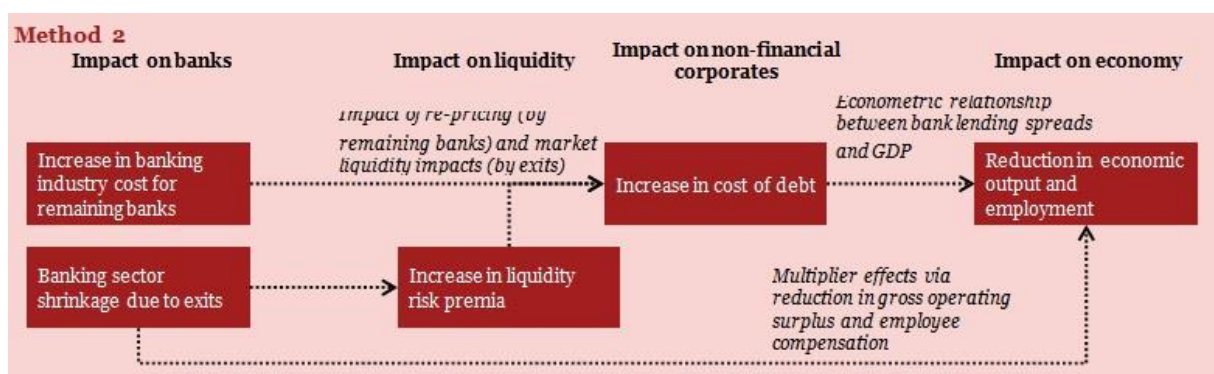 Method 2
Impact on banks
Impact on liquidity
Impact on non-financial
corporates
Impact on economy
Impact of re-pricing (by
remaining banks) and market
liquidity impacts (by exits)
Econometric relationship
between bank lending spreads
and GDP
Increase in banking
industry cost for
remaining banks
Increase in cost of debt
Reduction in economic
output and
employment
Banking sector
shrinkage due to exits
Increase in liquidity
risk premia
Multiplier effects via
reduction in gross operating
surplus and employee
compensation